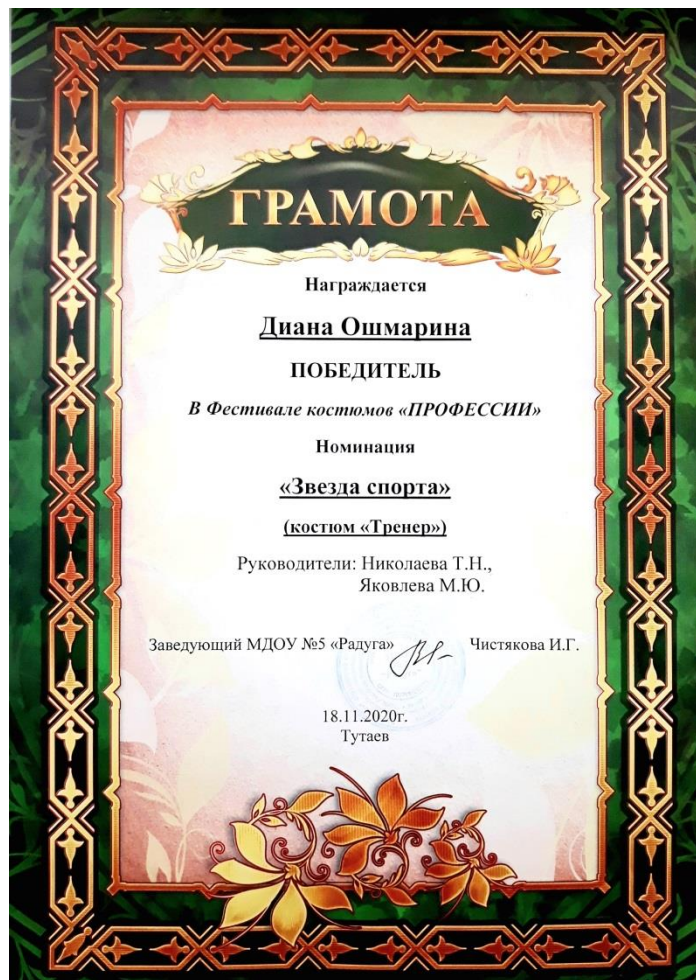 ГРАМОТА
Награждается
Диана Ошмарина
ПОБЕДИТЕЛЬ
В Фестивале костюмов «ПРОФЕССИИ»
Номинация
«Звезда спорта»
(костюм «Тренер»)
Руководители: Николаева Т.Н.,
Яковлева М.Ю.
Заведующий МДОУ №5 «Радуга» Чистякова И.Г.
18.11.2020г.
Тутаев